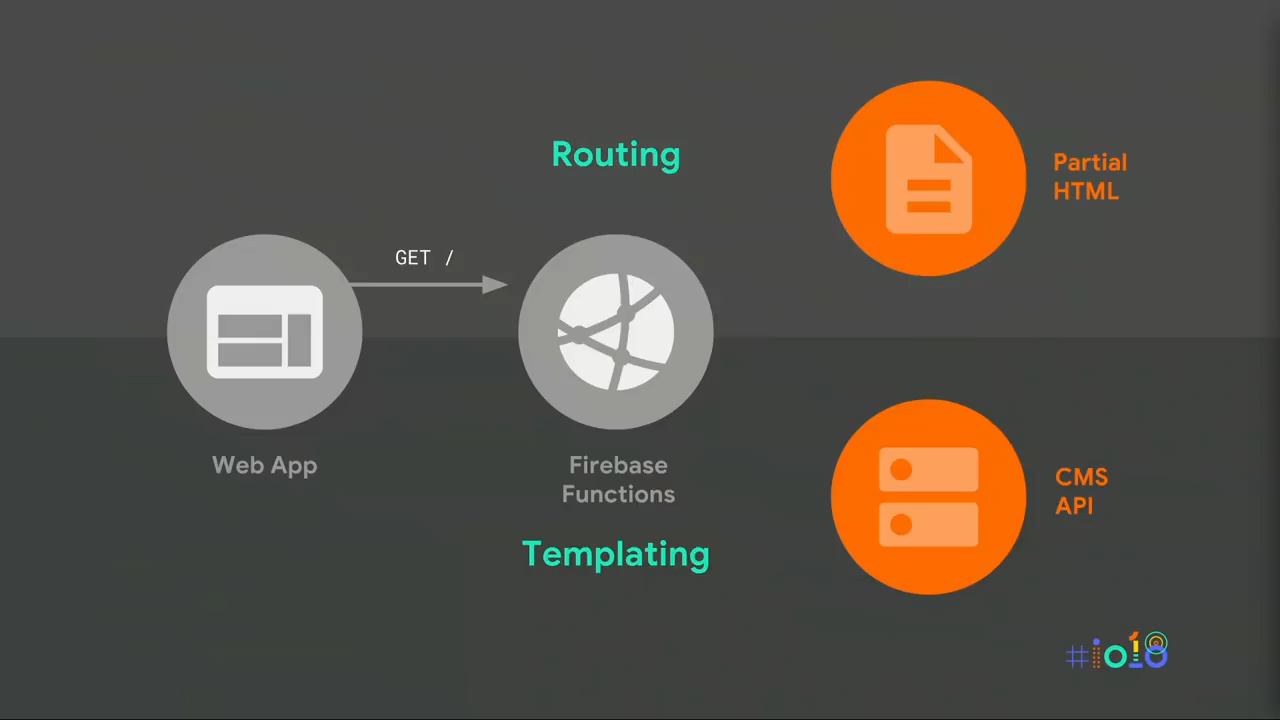 Routing
Partial
HTML
GET /
Web App
Firebase
Functions
CMS
API
Templating
#io18